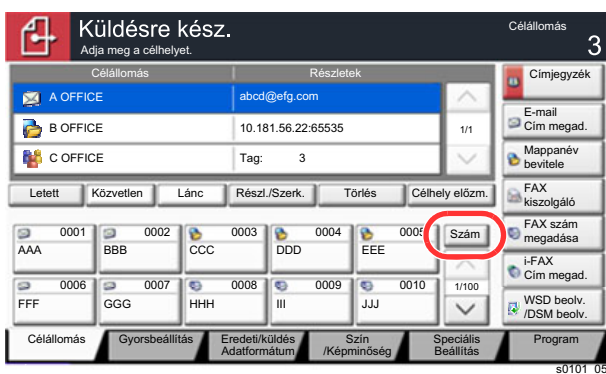 Küldésre kész.
Adja meg a célhelyet.
Célállomás
3
Célállomás Részletek
A OFFICE abcd@efg.com
B OFFICE 10.181.56.22:65535
C OFFICE Tag: 3
1/1
Letett Közvetlen Lánc Részl./Szerk. Törlés Célhely előzm.
0001 0002 0003 0004 0005
AAA BBB CCC DDD EEE
Szám
0006 0007 0008 0009 0010
FFF GGG HHH III JJJ
1/100
Címjegyzék
E-mail
Cím megad.
Mappanév
bevitele
FAX
kiszolgáló
FAX szám
megadása
i-FAX
Cím megad.
WSD beolv.
/DSM beolv.
Célállomás
Gyorsbeállítás
Eredeti/küldés
Adatformátum
Szín
/Képminőség
Speciális
Beállítás
Program
s0101_05